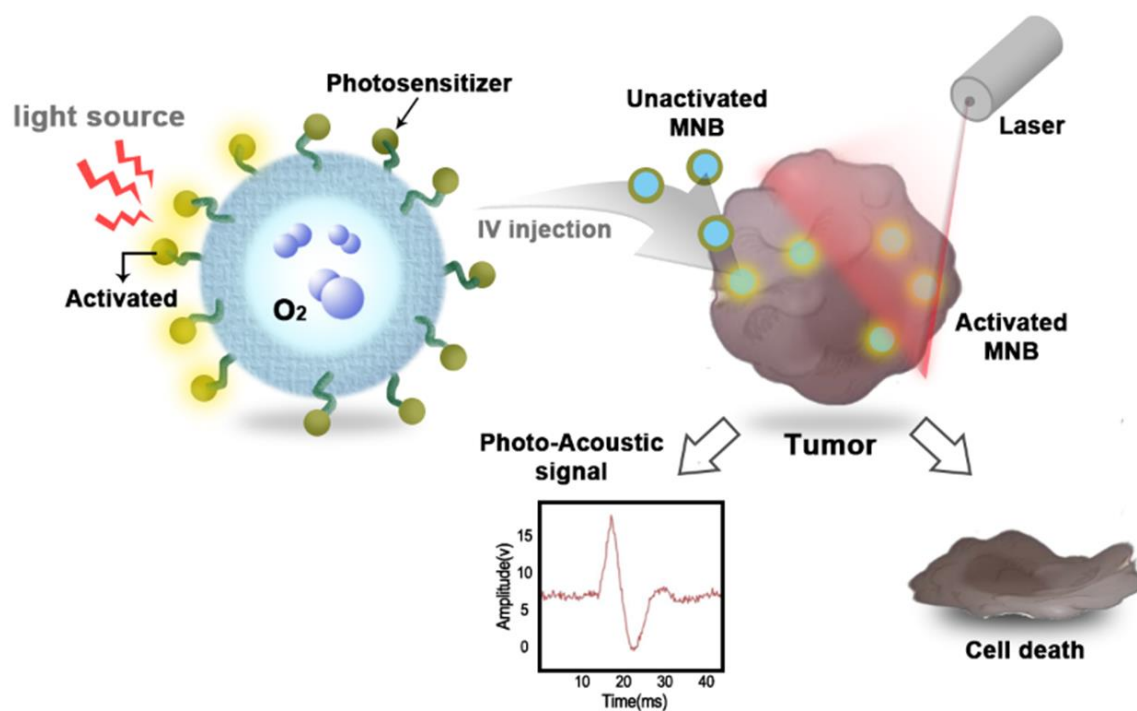 light source
Photosensitizer
Activated
O2
IV injection
Unactivated
MNB
Laser
Activated
MNB
Tumor
Photo-Acoustic
signal
Amplitude(v)
15
10
5
0
10 20 30 40
Time(ms)
Cell death